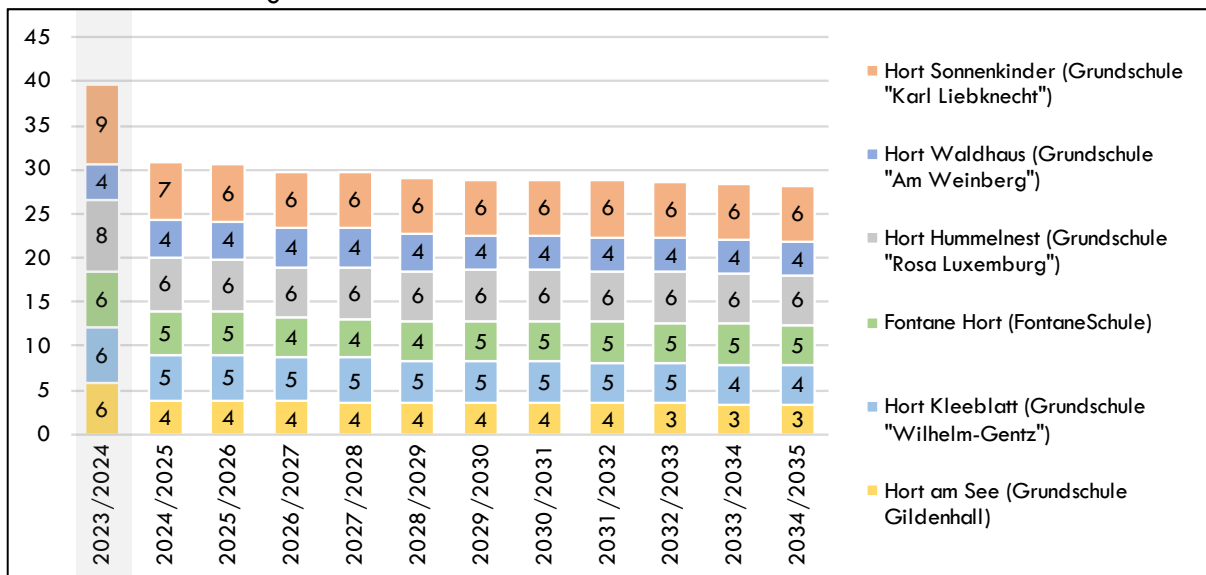 45
40
35
30
25
20
15
10
5
0
9 7 6 6 6 6 6 6 6 6 6 6
4 4 4 4 4 4 4 4 4 4 4 4
8 6 6 6 6 6 6 6 6 6 6 6
6 5 5 4 4 4 5 5 5 5 5 5
6 5 5 5 5 5 5 5 5 5 4 4
6 4 4 4 4 4 4 4 4 3 3 3
2023/2024
2024/2025
2025/2026
2026/2027
2027/2028
2028/2029
2029/2030
2030/2031
2031/2032
2032/2033
2033/2034
2034/2035
Hort Sonnenkinder (Grundschule
"Karl Liebknecht")
Hort Waldhaus (Grundschule
"Am Weinberg")
Hort Hummelnest (Grundschule
"Rosa Luxemburg")
Fontane Hort (FontaneSchule)
Hort Kleeblatt (Grundschule
"Wilhelm-Gentz")
Hort am See (Grundschule
Gildenhall)